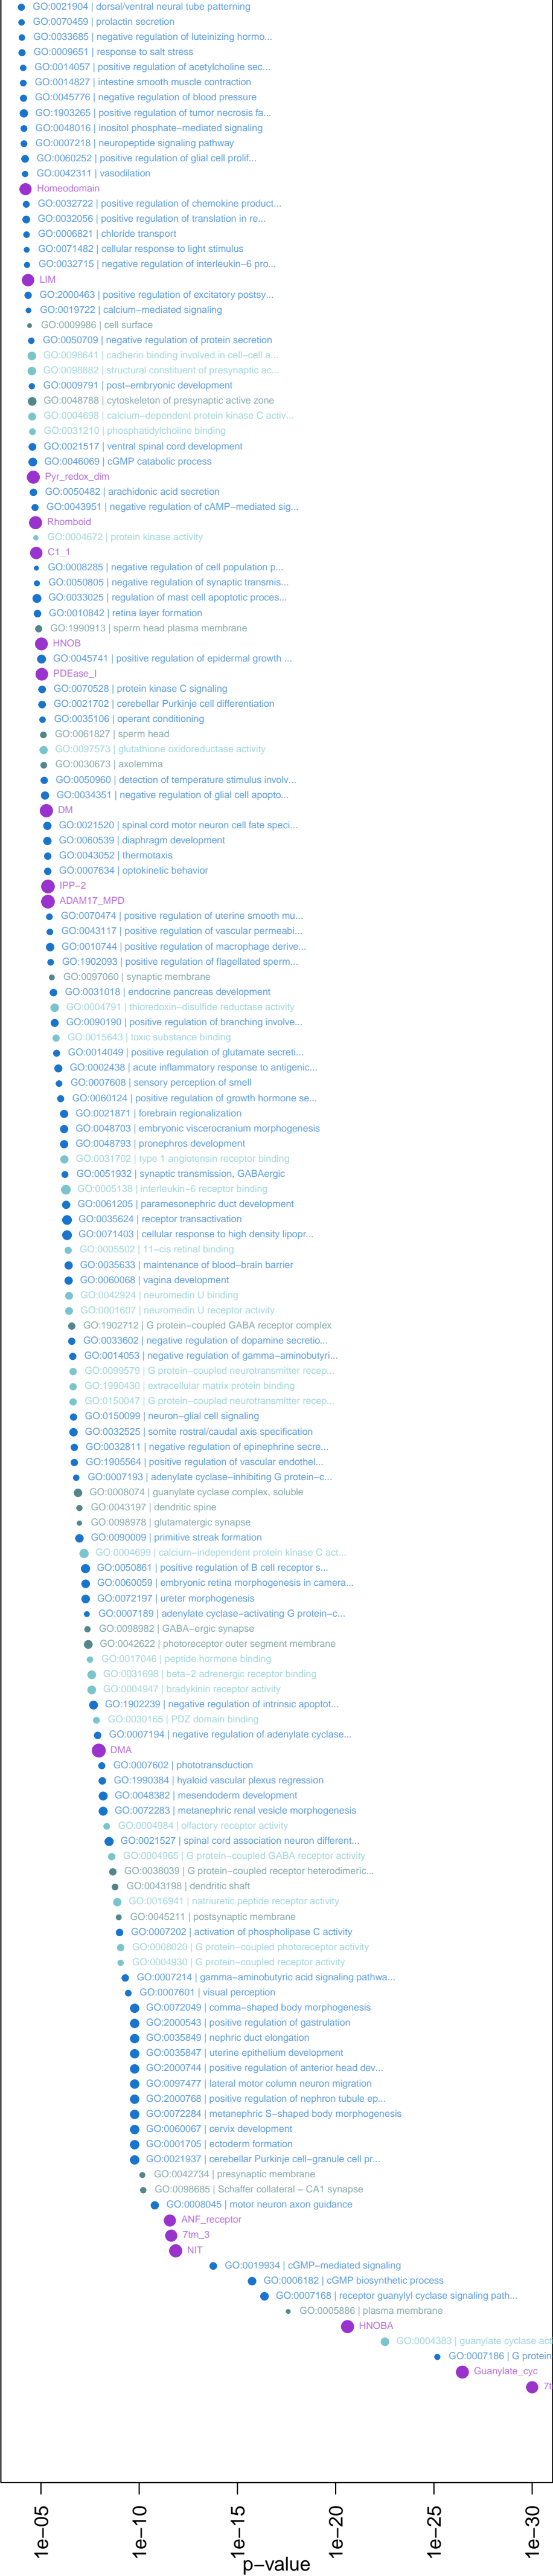 GO:0021904 | dorsal/ventral neural tube patterning
GO:0070459 | prolactin secretion
GO:0033685 | negative regulation of luteinizing hormo...
GO:0009651 | response to salt stress
GO:0014057 | positive regulation of acetylcholine sec...
GO:0014827 | intestine smooth muscle contraction
GO:0045776 | negative regulation of blood pressure
GO:1903265 | positive regulation of tumor necrosis fa...
GO:0048016 | inositol phosphate−mediated signaling
GO:0007218 | neuropeptide signaling pathway
GO:0060252 | positive regulation of glial cell prolif...
GO:0042311 | vasodilation
Homeodomain
GO:0032722 | positive regulation of chemokine product...
GO:0032056 | positive regulation of translation in re...
GO:0006821 | chloride transport
GO:0071482 | cellular response to light stimulus
GO:0032715 | negative regulation of interleukin−6 pro...
LIM
GO:2000463 | positive regulation of excitatory postsy...
GO:0019722 | calcium−mediated signaling
GO:0009986 | cell surface
GO:0050709 | negative regulation of protein secretion
GO:0098641 | cadherin binding involved in cell−cell a...
GO:0098882 | structural constituent of presynaptic ac...
GO:0009791 | post−embryonic development
GO:0048788 | cytoskeleton of presynaptic active zone
GO:0004698 | calcium−dependent protein kinase C activ...
GO:0031210 | phosphatidylcholine binding
GO:0021517 | ventral spinal cord development
GO:0046069 | cGMP catabolic process
Pyr_redox_dim
GO:0050482 | arachidonic acid secretion
GO:0043951 | negative regulation of cAMP−mediated sig...
Rhomboid
GO:0004672 | protein kinase activity
C1_1
GO:0008285 | negative regulation of cell population p...
GO:0050805 | negative regulation of synaptic transmis...
GO:0033025 | regulation of mast cell apoptotic proces...
GO:0010842 | retina layer formation
GO:1990913 | sperm head plasma membrane
HNOB
GO:0045741 | positive regulation of epidermal growth ...
PDEase_I
GO:0070528 | protein kinase C signaling
GO:0021702 | cerebellar Purkinje cell differentiation
GO:0035106 | operant conditioning
GO:0061827 | sperm head
GO:0097573 | glutathione oxidoreductase activity
GO:0030673 | axolemma
GO:0050960 | detection of temperature stimulus involv...
GO:0034351 | negative regulation of glial cell apopto...
DM
GO:0021520 | spinal cord motor neuron cell fate speci...
GO:0060539 | diaphragm development
GO:0043052 | thermotaxis
GO:0007634 | optokinetic behavior
IPP−2
ADAM17_MPD
GO:0070474 | positive regulation of uterine smooth mu...
GO:0043117 | positive regulation of vascular permeabi...
GO:0010744 | positive regulation of macrophage derive...
GO:1902093 | positive regulation of flagellated sperm...
GO:0097060 | synaptic membrane
GO:0031018 | endocrine pancreas development
GO:0004791 | thioredoxin−disulfide reductase activity
GO:0090190 | positive regulation of branching involve...
GO:0015643 | toxic substance binding
GO:0014049 | positive regulation of glutamate secreti...
GO:0002438 | acute inflammatory response to antigenic...
GO:0007608 | sensory perception of smell
GO:0060124 | positive regulation of growth hormone se...
GO:0021871 | forebrain regionalization
GO:0048703 | embryonic viscerocranium morphogenesis
GO:0048793 | pronephros development
GO:0031702 | type 1 angiotensin receptor binding
GO:0051932 | synaptic transmission, GABAergic
GO:0005138 | interleukin−6 receptor binding
GO:0061205 | paramesonephric duct development
GO:0035624 | receptor transactivation
GO:0071403 | cellular response to high density lipopr...
GO:0005502 | 11−cis retinal binding
GO:0035633 | maintenance of blood−brain barrier
GO:0060068 | vagina development
GO:0042924 | neuromedin U binding
GO:0001607 | neuromedin U receptor activity
GO:1902712 | G protein−coupled GABA receptor complex
GO:0033602 | negative regulation of dopamine secretio...
GO:0014053 | negative regulation of gamma−aminobutyri...
GO:0099579 | G protein−coupled neurotransmitter recep...
GO:1990430 | extracellular matrix protein binding
GO:0150047 | G protein−coupled neurotransmitter recep...
GO:0150099 | neuron−glial cell signaling
GO:0032525 | somite rostral/caudal axis specification
GO:0032811 | negative regulation of epinephrine secre...
GO:1905564 | positive regulation of vascular endothel...
GO:0007193 | adenylate cyclase−inhibiting G protein−c...
GO:0008074 | guanylate cyclase complex, soluble
GO:0043197 | dendritic spine
GO:0098978 | glutamatergic synapse
GO:0090009 | primitive streak formation
GO:0004699 | calcium−independent protein kinase C act...
GO:0050861 | positive regulation of B cell receptor s...
GO:0060059 | embryonic retina morphogenesis in camera...
GO:0072197 | ureter morphogenesis
GO:0007189 | adenylate cyclase−activating G protein−c...
GO:0098982 | GABA−ergic synapse
GO:0042622 | photoreceptor outer segment membrane
GO:0017046 | peptide hormone binding
GO:0031698 | beta−2 adrenergic receptor binding
GO:0004947 | bradykinin receptor activity
GO:1902239 | negative regulation of intrinsic apoptot...
GO:0030165 | PDZ domain binding
GO:0007194 | negative regulation of adenylate cyclase...
DMA
GO:0007602 | phototransduction
GO:1990384 | hyaloid vascular plexus regression
GO:0048382 | mesendoderm development
GO:0072283 | metanephric renal vesicle morphogenesis
GO:0004984 | olfactory receptor activity
GO:0021527 | spinal cord association neuron different...
GO:0004965 | G protein−coupled GABA receptor activity
GO:0038039 | G protein−coupled receptor heterodimeric...
GO:0043198 | dendritic shaft
GO:0016941 | natriuretic peptide receptor activity
GO:0045211 | postsynaptic membrane
GO:0007202 | activation of phospholipase C activity
GO:0008020 | G protein−coupled photoreceptor activity
GO:0004930 | G protein−coupled receptor activity
GO:0007214 | gamma−aminobutyric acid signaling pathwa...
GO:0007601 | visual perception
GO:0072049 | comma−shaped body morphogenesis
GO:2000543 | positive regulation of gastrulation
GO:0035849 | nephric duct elongation
GO:0035847 | uterine epithelium development
GO:2000744 | positive regulation of anterior head dev...
GO:0097477 | lateral motor column neuron migration
GO:2000768 | positive regulation of nephron tubule ep...
GO:0072284 | metanephric S−shaped body morphogenesis
GO:0060067 | cervix development
GO:0001705 | ectoderm formation
GO:0021937 | cerebellar Purkinje cell−granule cell pr...
GO:0042734 | presynaptic membrane
GO:0098685 | Schaffer collateral − CA1 synapse
GO:0008045 | motor neuron axon guidance
ANF_receptor
7tm_3
NIT
GO:0019934 | cGMP−mediated signaling
GO:0006182 | cGMP biosynthetic process
GO:0007168 | receptor guanylyl cyclase signaling path...
GO:0005886 | plasma membrane
HNOBA
GO:0004383 | guanylate cyclase act
GO:0007186 | G protein
Guanylate_cyc
7t
1e−05
1e−10
1e−15
1e−20
1e−25
1e−30
p−value